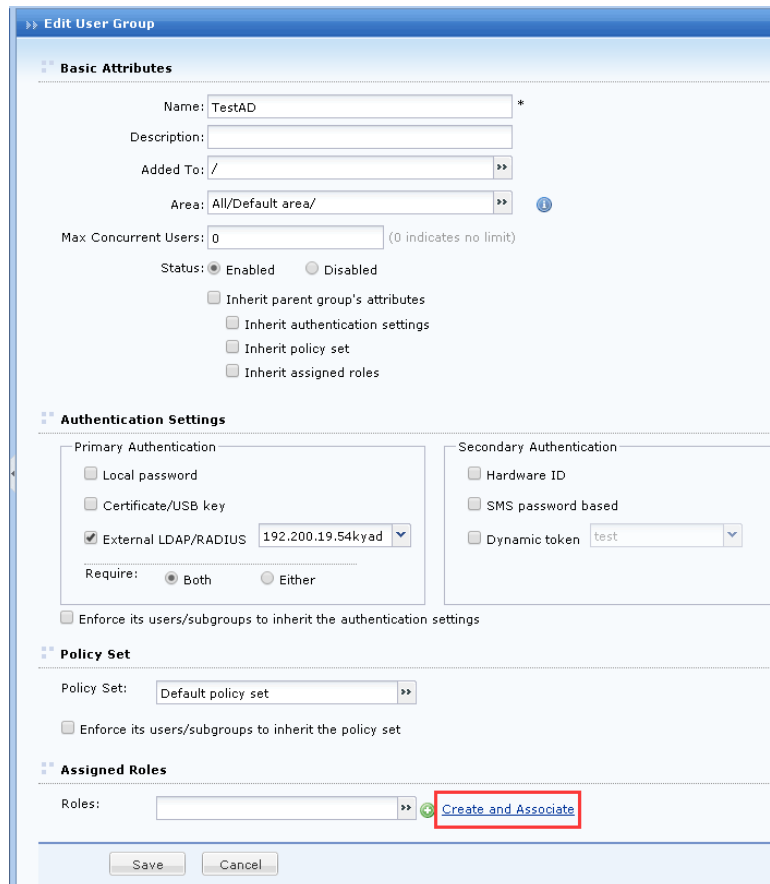 Edit User Group
Basic Attributes
Name: TestAD *
Description:
Added To: /
Area: All/Default area/
Max Concurrent Users: 0 (0 indicates no limit)
Status: Enabled Disabled
Inherit parent group's attributes
Inherit authentication settings
Inherit policy set
Inherit assigned roles
Authentication Settings
Primary Authentication
Local password
Certificate/USB key
External LDAP/RADIUS 192.200.19.54kyad
Require: Both Either
Secondary Authentication
Hardware ID
SMS password based
Dynamic token test
Enforce its users/subgroups to inherit the authentication settings
Policy Set
Policy Set: Default policy set
Enforce its users/subgroups to inherit the policy set
Assigned Roles
Roles: Create and Associate
Save Cancel